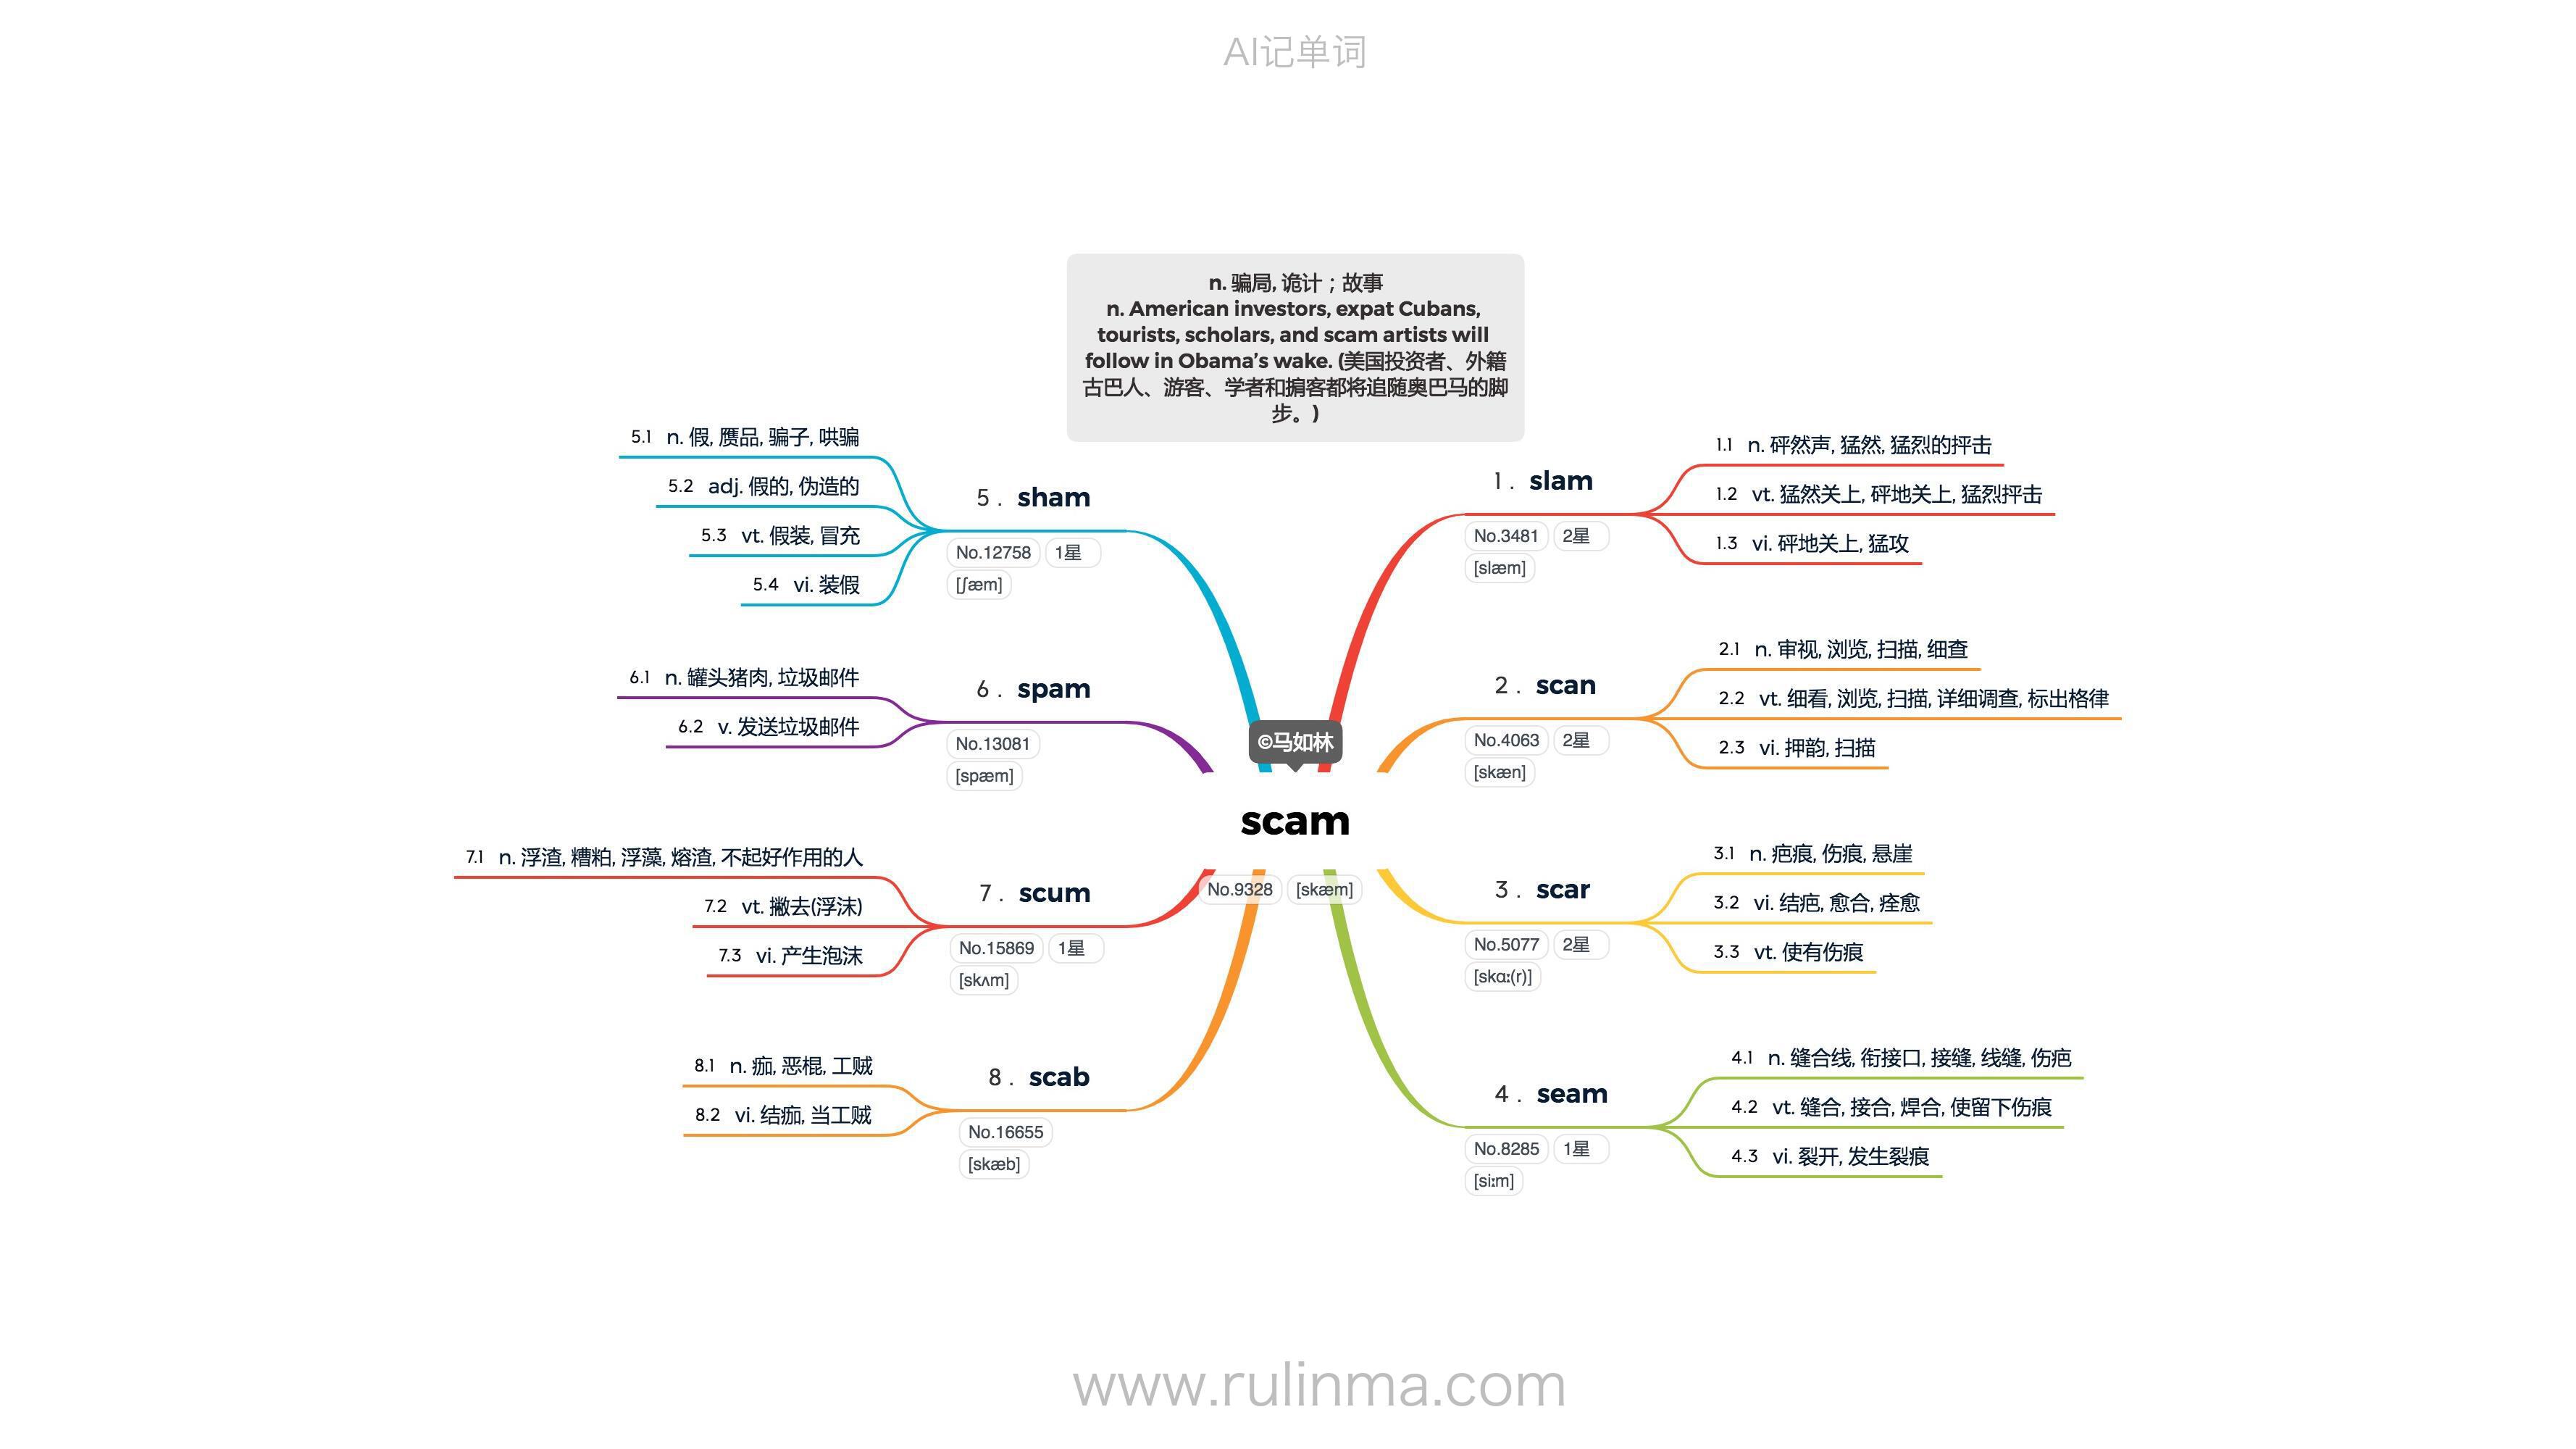 AI记单词
n. 骗局, 诡计；故事
n. American investors, expat Cubans,
tourists, scholars, and scam artists will
follow in Obama’s wake. (美国投资者、外籍
古巴人、游客、学者和掮客都将追随奥巴马的脚
步。)
©马如林
scam
No.9328 [skæm]
1 . slam
No.3481 2星
[slæm]
1.1 n. 砰然声, 猛然, 猛烈的抨击
1.2 vt. 猛然关上, 砰地关上, 猛烈抨击
1.3 vi. 砰地关上, 猛攻
2 . scan
No.4063 2星
[skæn]
2.1 n. 审视, 浏览, 扫描, 细查
2.2 vt. 细看, 浏览, 扫描, 详细调查, 标出格律
2.3 vi. 押韵, 扫描
3 . scar
No.5077 2星
[skɑː(r)]
3.1 n. 疤痕, 伤痕, 悬崖
3.2 vi. 结疤, 愈合, 痊愈
3.3 vt. 使有伤痕
4 . seam
No.8285 1星
[siːm]
4.1 n. 缝合线, 衔接口, 接缝, 线缝, 伤疤
4.2 vt. 缝合, 接合, 焊合, 使留下伤痕
4.3 vi. 裂开, 发生裂痕
5 . sham
No.12758 1星
[ʃæm]
5.1 n. 假, 赝品, 骗子, 哄骗
5.2 adj. 假的, 伪造的
5.3 vt. 假装, 冒充
5.4 vi. 装假
6 . spam
No.13081
[spæm]
6.1 n. 罐头猪肉, 垃圾邮件
6.2 v. 发送垃圾邮件
7 . scum
No.15869 1星
[skʌm]
7.1 n. 浮渣, 糟粕, 浮藻, 熔渣, 不起好作用的人
7.2 vt. 撇去(浮沫)
7.3 vi. 产生泡沫
8 . scab
No.16655
[skæb]
8.1 n. 痂, 恶棍, 工贼
8.2 vi. 结痂, 当工贼
www.rulinma.com